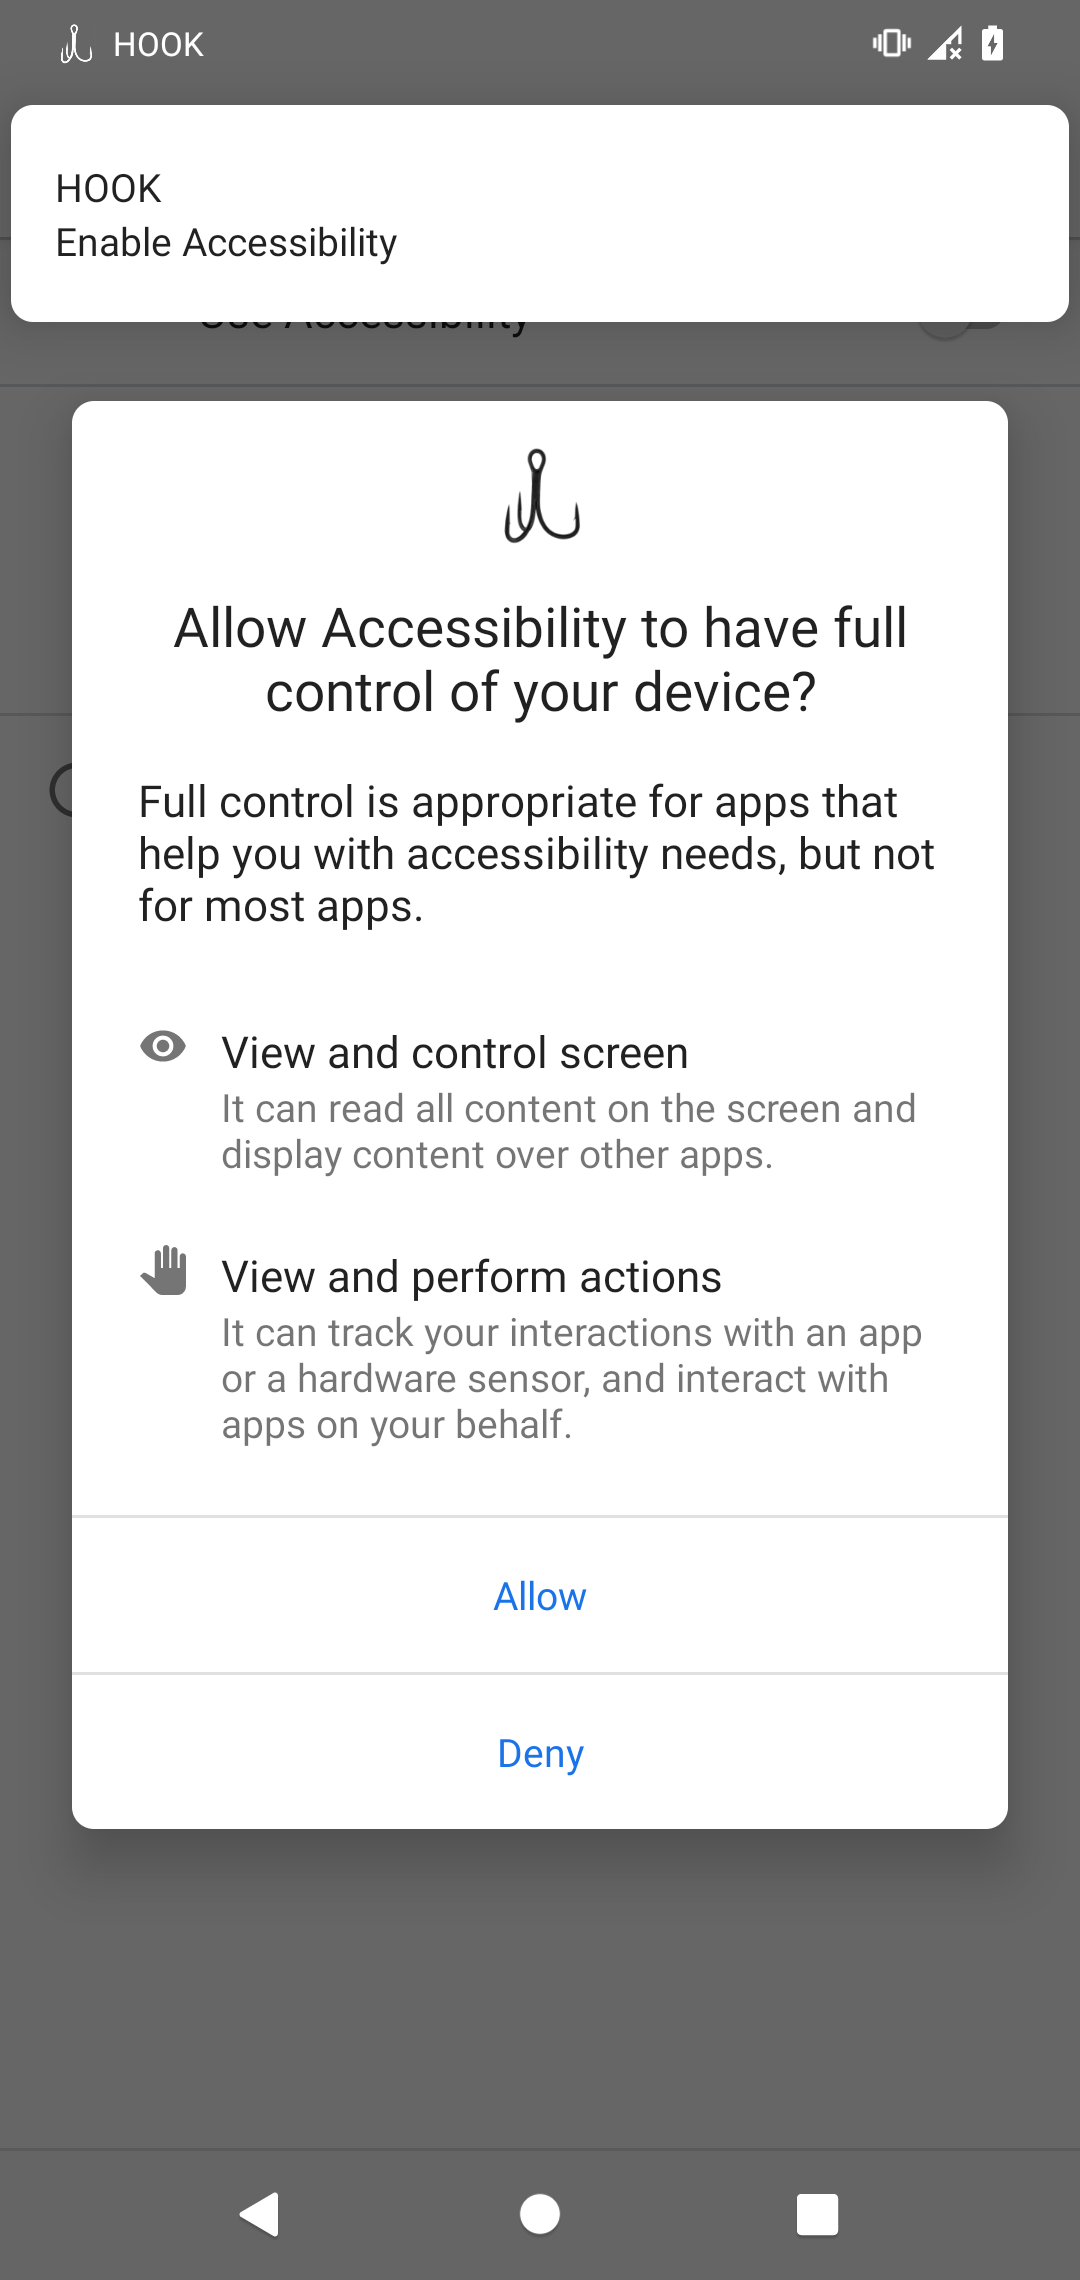 HOOK
HOOK
Enable Accessibility
Use Accessibility
Allow Accessibility to have full
control of your device?
Full control is appropriate for apps that
help you with accessibility needs, but not
for most apps.
View and control screen
It can read all content on the screen and
display content over other apps.
View and perform actions
It can track your interactions with an app
or a hardware sensor, and interact with
apps on your behalf.
Allow
Deny